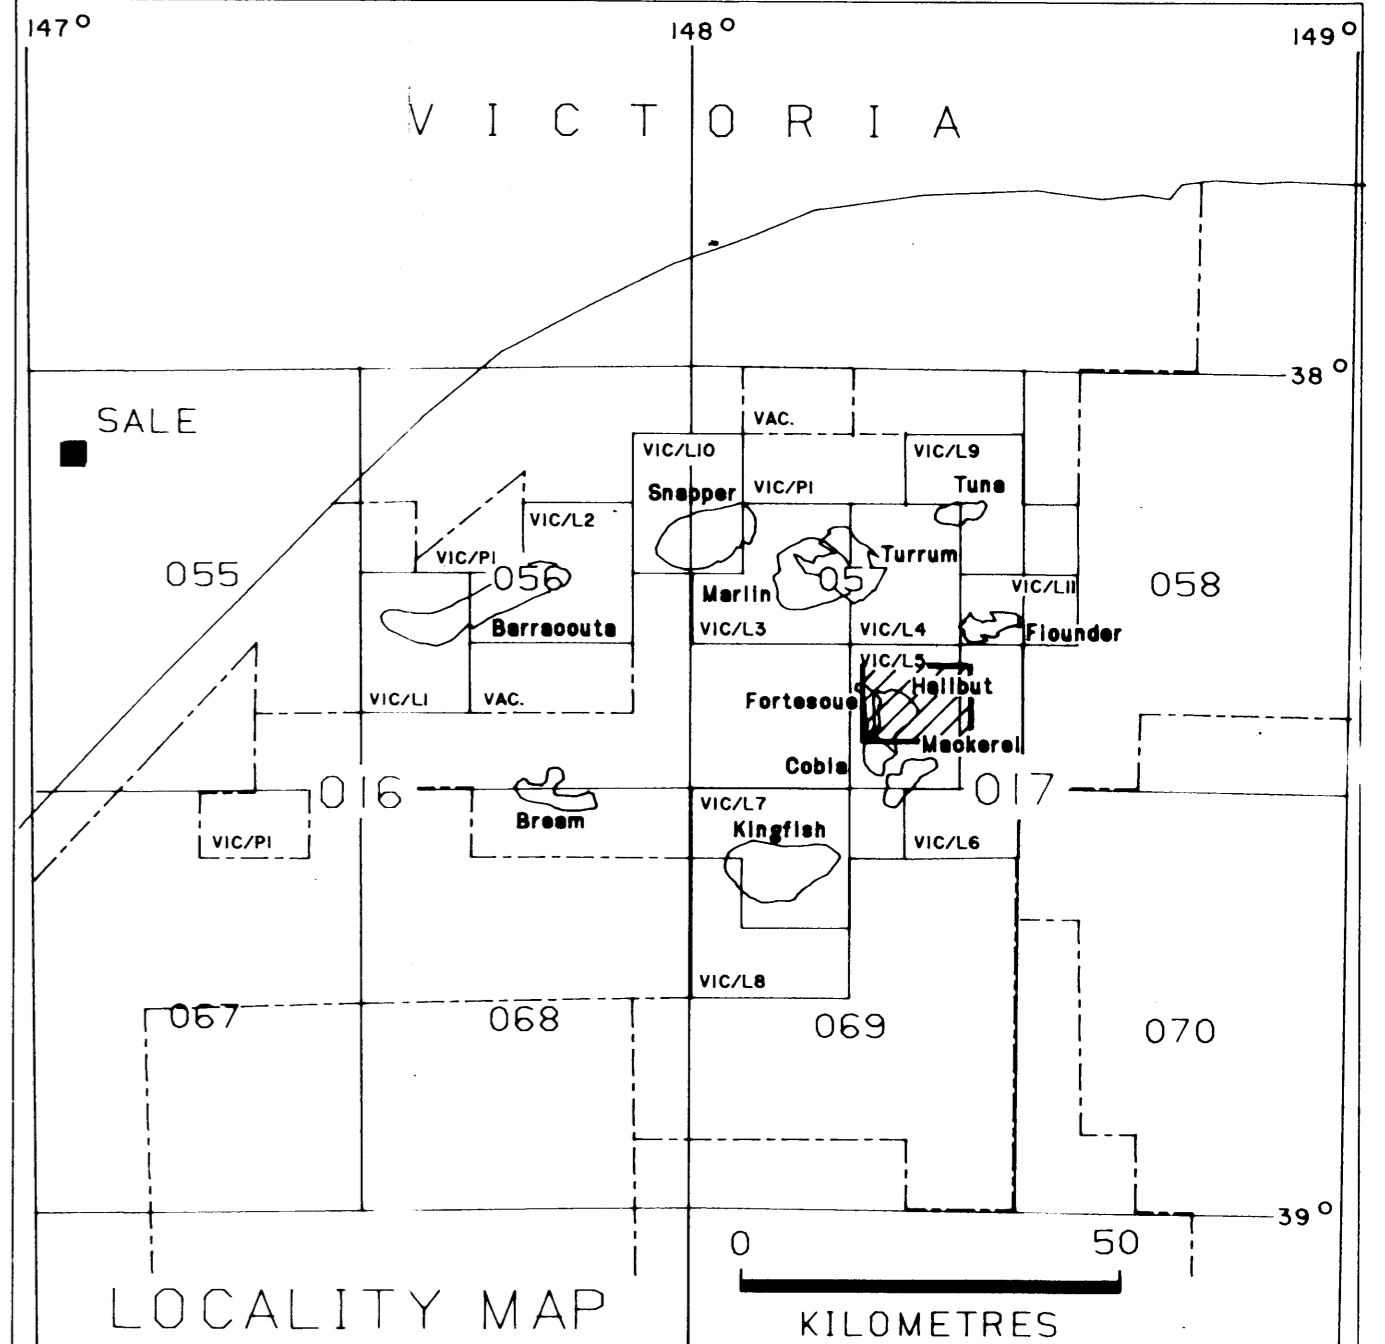 147° 148° 149°
VICTORIA
38°
SALE
VAC.
VIC/L10 VIC/L9
Snapper VIC/P1 Tuna
VIC/L2
VIC/P1 Turrum
055 056 05 058
Marlin VIC/L11
Barracouta VIC/L3 VIC/L4 Flounder
VIC/L5
Halibut
VIC/L1 VAC. Fortescue
Mackerel
Cobia
016 017
VIC/L7
Bream Kingfish
VIC/P1 VIC/L6
VIC/L8
067 068 069 070
39°
0 50
LOCALITY MAP
KILOMETRES